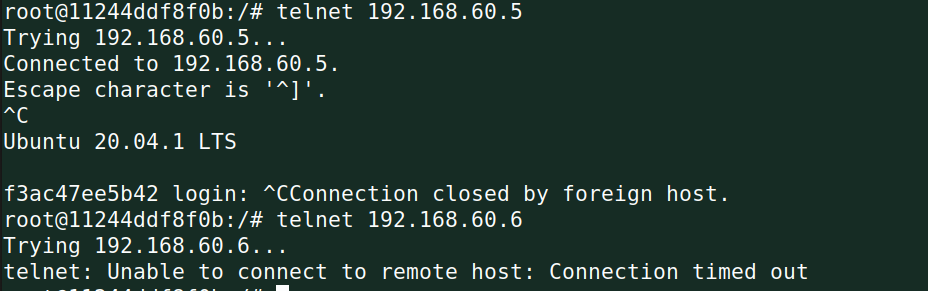 root@11244ddf8f0b:/# telnet 192.168.60.5
Trying 192.168.60.5...
Connected to 192.168.60.5.
Escape character is '^]'.
^C
Ubuntu 20.04.1 LTS

f3ac47ee5b42 login: ^CConnection closed by foreign host.
root@11244ddf8f0b:/# telnet 192.168.60.6
Trying 192.168.60.6...
telnet: Unable to connect to remote host: Connection timed out
root@11244ddf8f0b:/#